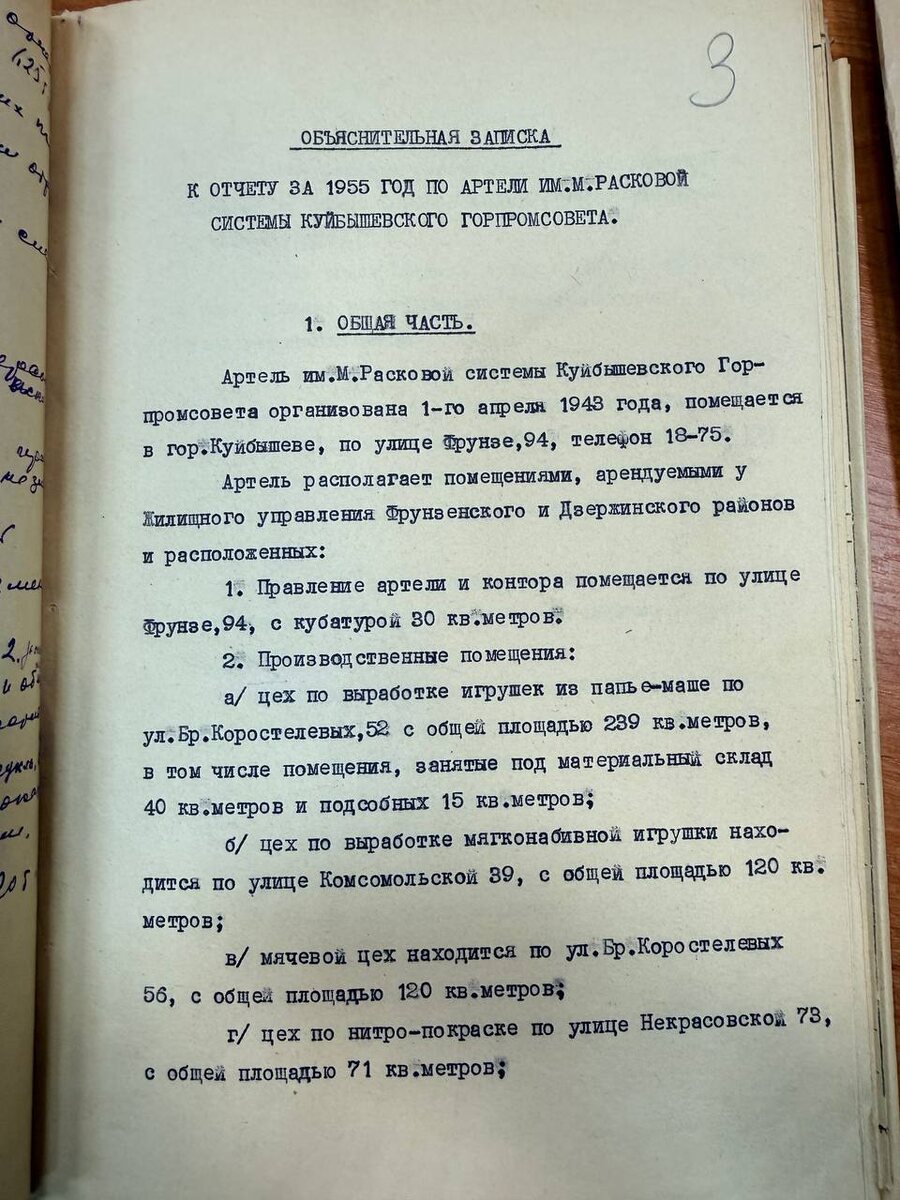 3
ОБЪЯСНИТЕЛЬНАЯ ЗАПИСКА
К ОТЧЕТУ ЗА 1955 ГОД ПО АРТЕЛИ ИМ.М.РАСКОВОЙ
СИСТЕМЫ КУЙБЫШЕВСКОГО ГОРПРОМСОВЕТА.
1. ОБЩАЯ ЧАСТЬ.
Артель им.М.Расковой системы Куйбышевского Гор-
промсовета организована 1-го апреля 1943 года, помещается
в гор.Куйбышеве, по улице Фрунзе,94, телефон 18-75.
Артель располагает помещениями, арендуемыми у
Жилищного управления Фрунзенского и Дзержинского районов
и расположенных:
1. Правление артели и контора помещается по улице
Фрунзе,94, с кубатурой 30 кв.метров.
2. Производственные помещения:
а/ цех по выработке игрушек из папье-маше по
ул.Бр.Коростелевых,52 с общей площадью 239 кв.метров,
в том числе помещения, занятые под материальный склад
40 кв.метров и подсобных 15 кв.метров;
б/ цех по выработке мягконабивной игрушки нахо-
дится по улице Комсомольской 39, с общей площадью 120 кв.
метров;
в/ мячевой цех находится по ул.Бр.Коростелевых
56, с общей площадью 120 кв.метров;
г/ цех по нитро-покраске по улице Некрасовской 73,
с общей площадью 71 кв.метров;